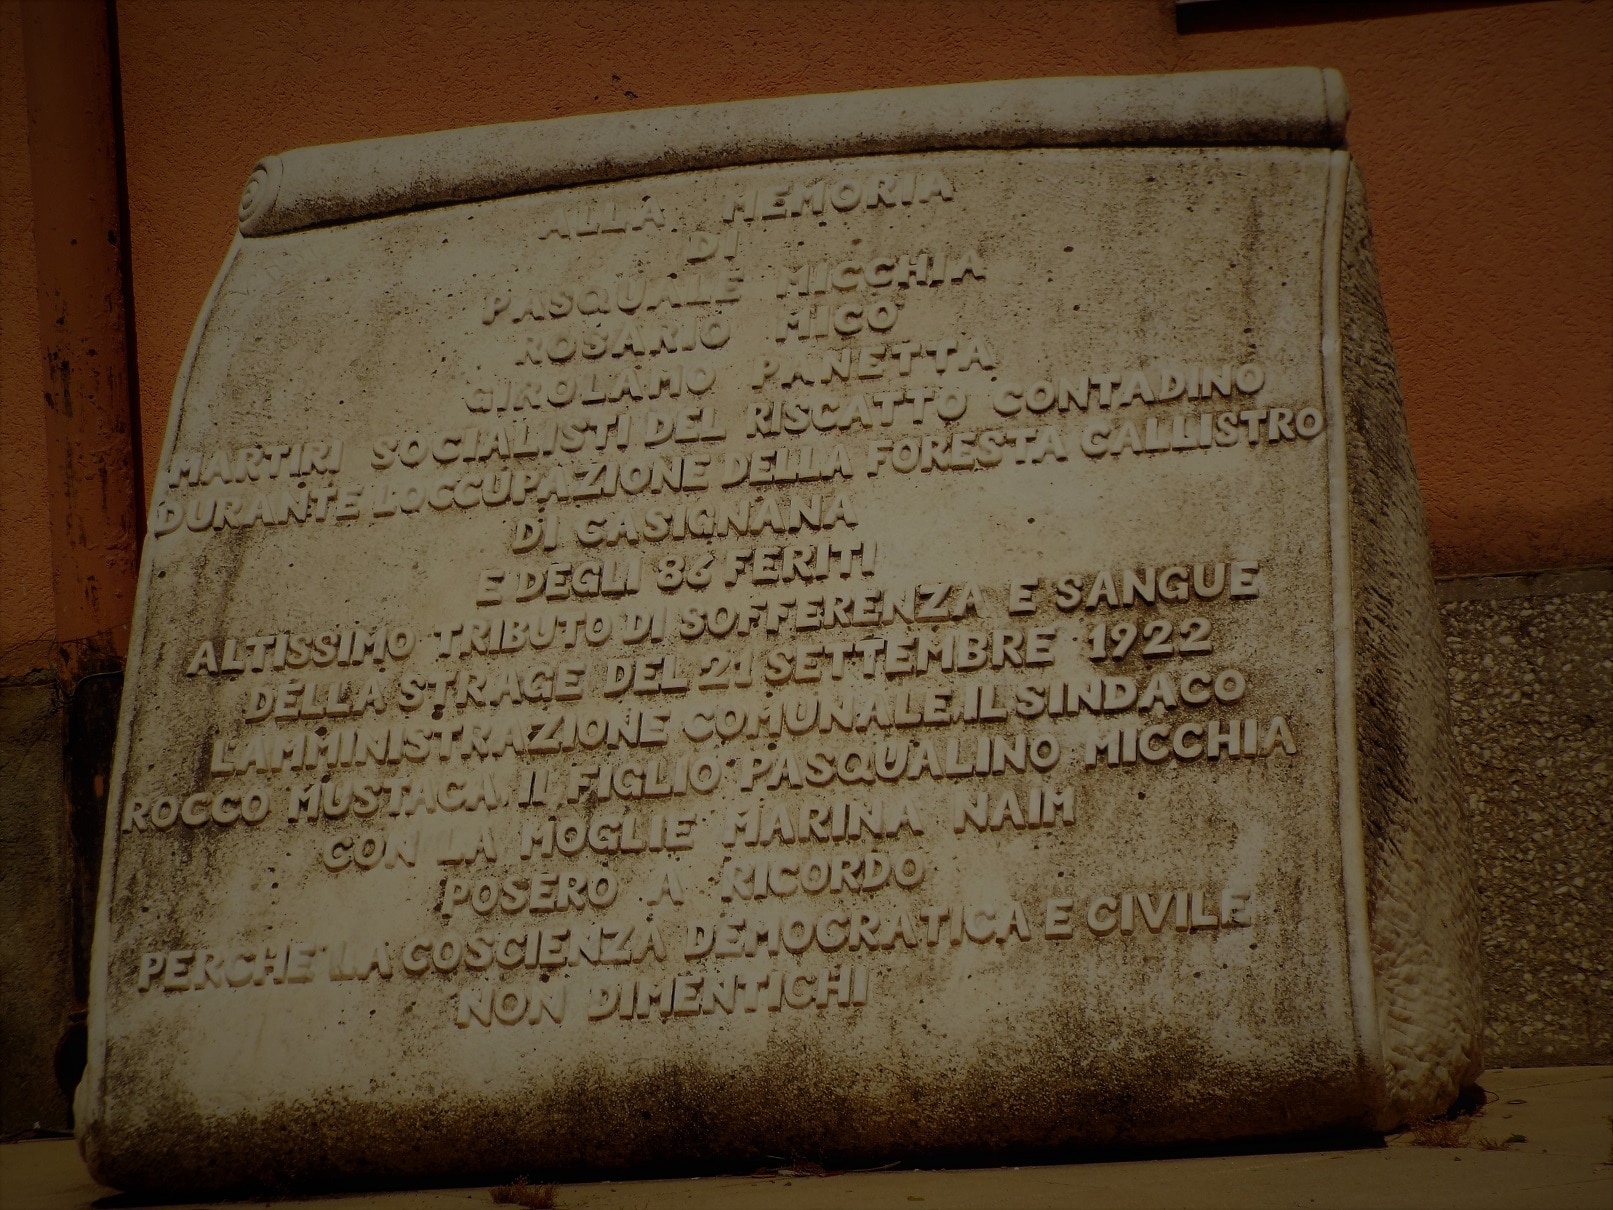 ALLA MEMORIA
DI
PASQUALE MICCHIA
ROSARIO MICO'
GIROLAMO PANETTA
MARTIRI SOCIALISTI DEL RISCATTO CONTADINO
DURANTE L'OCCUPAZIONE DELLA FORESTA CALLISTRO
DI CASIGNANA
E DEGLI 86 FERITI
ALTISSIMO TRIBUTO DI SOFFERENZA E SANGUE
DELLA STRAGE DEL 21 SETTEMBRE 1922
L'AMMINISTRAZIONE COMUNALE, IL SINDACO
ROCCO MUSTACA, IL FIGLIO PASQUALINO MICCHIA
CON LA MOGLIE MARINA NAIM
POSERO A RICORDO
PERCHE' LA COSCIENZA DEMOCRATICA E CIVILE
NON DIMENTICHI